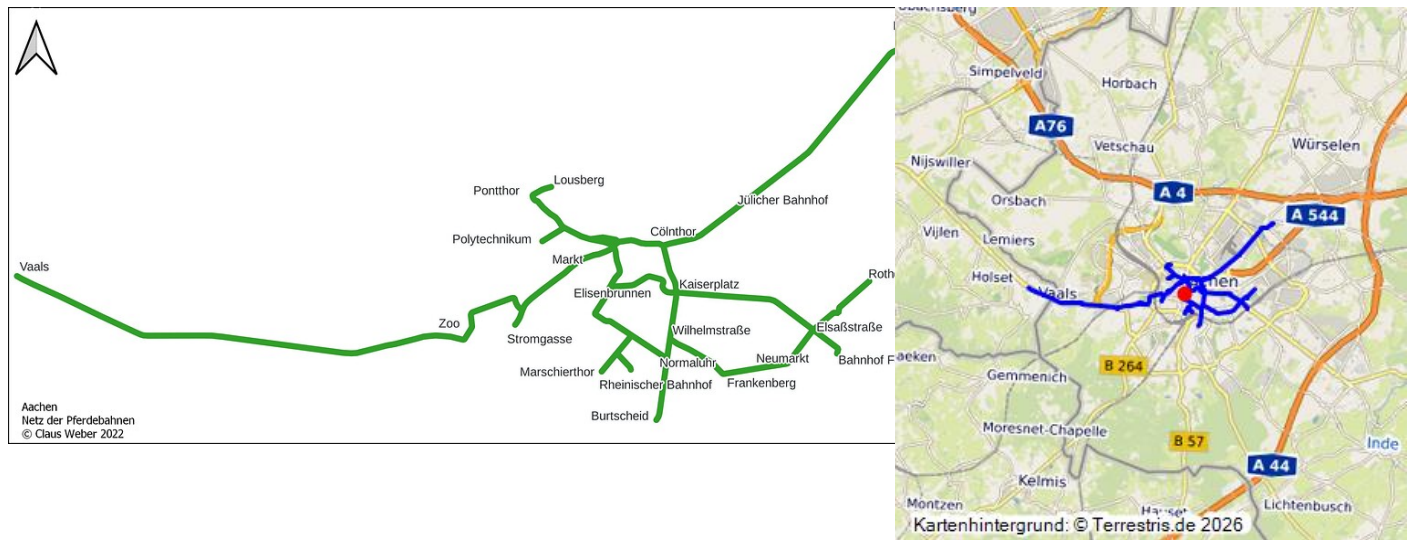 Lousberg
Pontthor
Jülicher Bahnhof
Cölnthor
Polytechnikum
Markt
Vaals
Roth
Kaiserplatz
Elisenbrunnen
Zoo
Elsaßstraße
Wilhelmstraße
Stromgasse
Neumarkt
Bahnhof F
Normaluhr
Marschierthor
Frankenberg
Rheinischer Bahnhof
Burtscheid
Aachen
Netz der Pferdebahnen
© Claus Weber 2022
Simpelveld
Horbach
A76
Vetschau
Würselen
Nijswiller
A 4
Orsbach
A 544
Vijlen
Lemiers
Holset
Vaals
B 264
Gemmenich
Moresnet-Chapelle
B 57
Inde
A 44
Kelmis
Montzen
Lichtenbusch
Kartenhintergrund: © Terrestris.de 2026